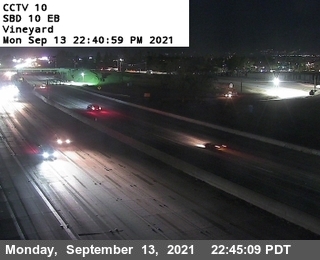 CCTV 10
SBD 10 EB
Vineyard
Mon Sep 13 22:40:59 PM 2021
Monday, September 13, 2021 22:45:09 PDT